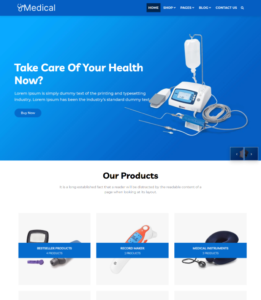 Medical
HOME SHOP PAGES BLOG CONTACT US
Take Care Of Your Health
Now?
Lorem Ipsum is simply dummy text of the printing and typesetting
industry. Lorem Ipsum has been the industry's standard dummy text
Buy Now
Our Products
It is a long established fact that a reader will be distracted by the readable content of a
page when looking at its layout.
BESTSELLER PRODUCTS
RECORD MAKER
MEDICAL INSTRUMENTS